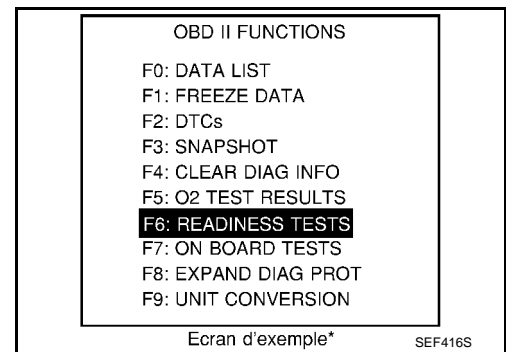 OBD II FUNCTIONS
F0: DATA LIST
F1: FREEZE DATA
F2: DTCs
F3: SNAPSHOT
F4: CLEAR DIAG INFO
F5: O2 TEST RESULTS
F6: READINESS TESTS
F7: ON BOARD TESTS
F8: EXPAND DIAG PROT
F9: UNIT CONVERSION
Ecran d'exemple*
SEF416S